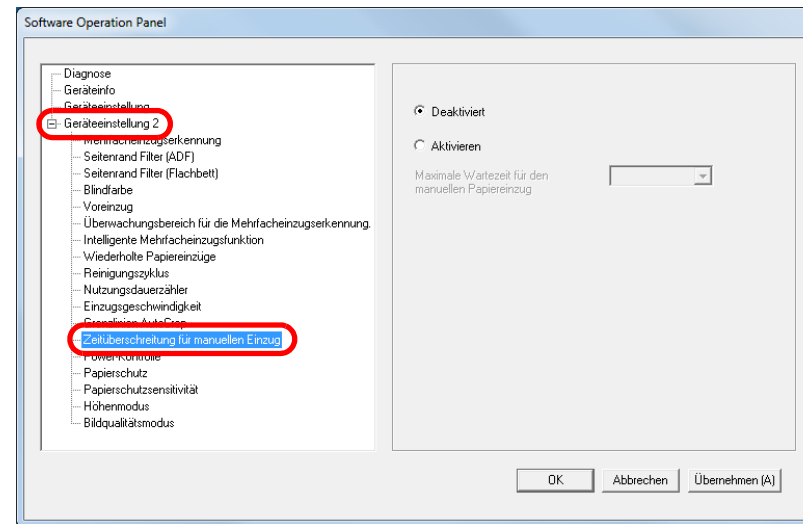 Software Operation Panel
Diagnose
Geräteinfo
Geräteeinstellung
Geräteeinstellung 2
Mehrfacheinzugserkennung
Seitenrand Filter (ADF)
Seitenrand Filter (Flachbett)
Blindfarbe
Voreinzug
Überwachungsbereich für die Mehrfacheinzugserkennung.
Intelligente Mehrfacheinzugsfunktion
Wiederholte Papiereinzüge
Reinigungszyklus
Nutzungsdauerzähler
Einzugsgeschwindigkeit
Grenzlinien AutoCrop
Zeitüberschreitung für manuellen Einzug
Power-Kontrolle
Papierschutz
Papierschutzsensitivität
Höhenmodus
Bildqualitätsmodus
Deaktiviert
Aktivieren
Maximale Wartezeit für den
manuellen Papiereinzug
OK
Abbrechen
Übernehmen (A)